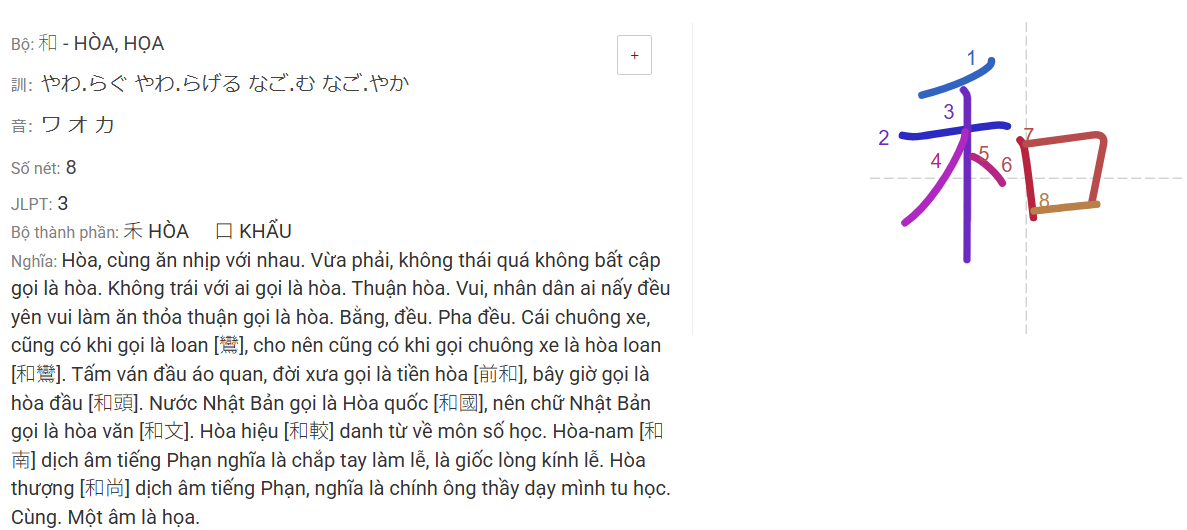 Bộ: 和 - HÒA, HỌA
+
訓: やわ.らぐ やわ.らげる なご.む なご.やか
音: ワ オ カ
Số nét: 8
JLPT: 3
Bộ thành phần: 禾 HÒA 口 KHẨU
Nghĩa: Hòa, cùng ăn nhịp với nhau. Vừa phải, không thái quá không bất cập
gọi là hòa. Không trái với ai gọi là hòa. Thuận hòa. Vui, nhân dân ai nấy đều
yên vui làm ăn thỏa thuận gọi là hòa. Bằng, đều. Pha đều. Cái chuông xe,
cũng có khi gọi là loan [鸞], cho nên cũng có khi gọi chuông xe là hòa loan
[和鸞]. Tấm ván đầu áo quan, đời xưa gọi là tiền hòa [前和], bây giờ gọi là
hòa đầu [和頭]. Nước Nhật Bản gọi là Hòa quốc [和國], nên chữ Nhật Bản
gọi là hòa văn [和文]. Hòa hiệu [和較] danh từ về môn số học. Hòa-nam [和
南] dịch âm tiếng Phạn nghĩa là chắp tay làm lễ, là giốc lòng kính lễ. Hòa
thượng [和尚] dịch âm tiếng Phạn, nghĩa là chính ông thầy dạy mình tu học.
Cùng. Một âm là họa.
和
1
2
3
4
5
6
7
8